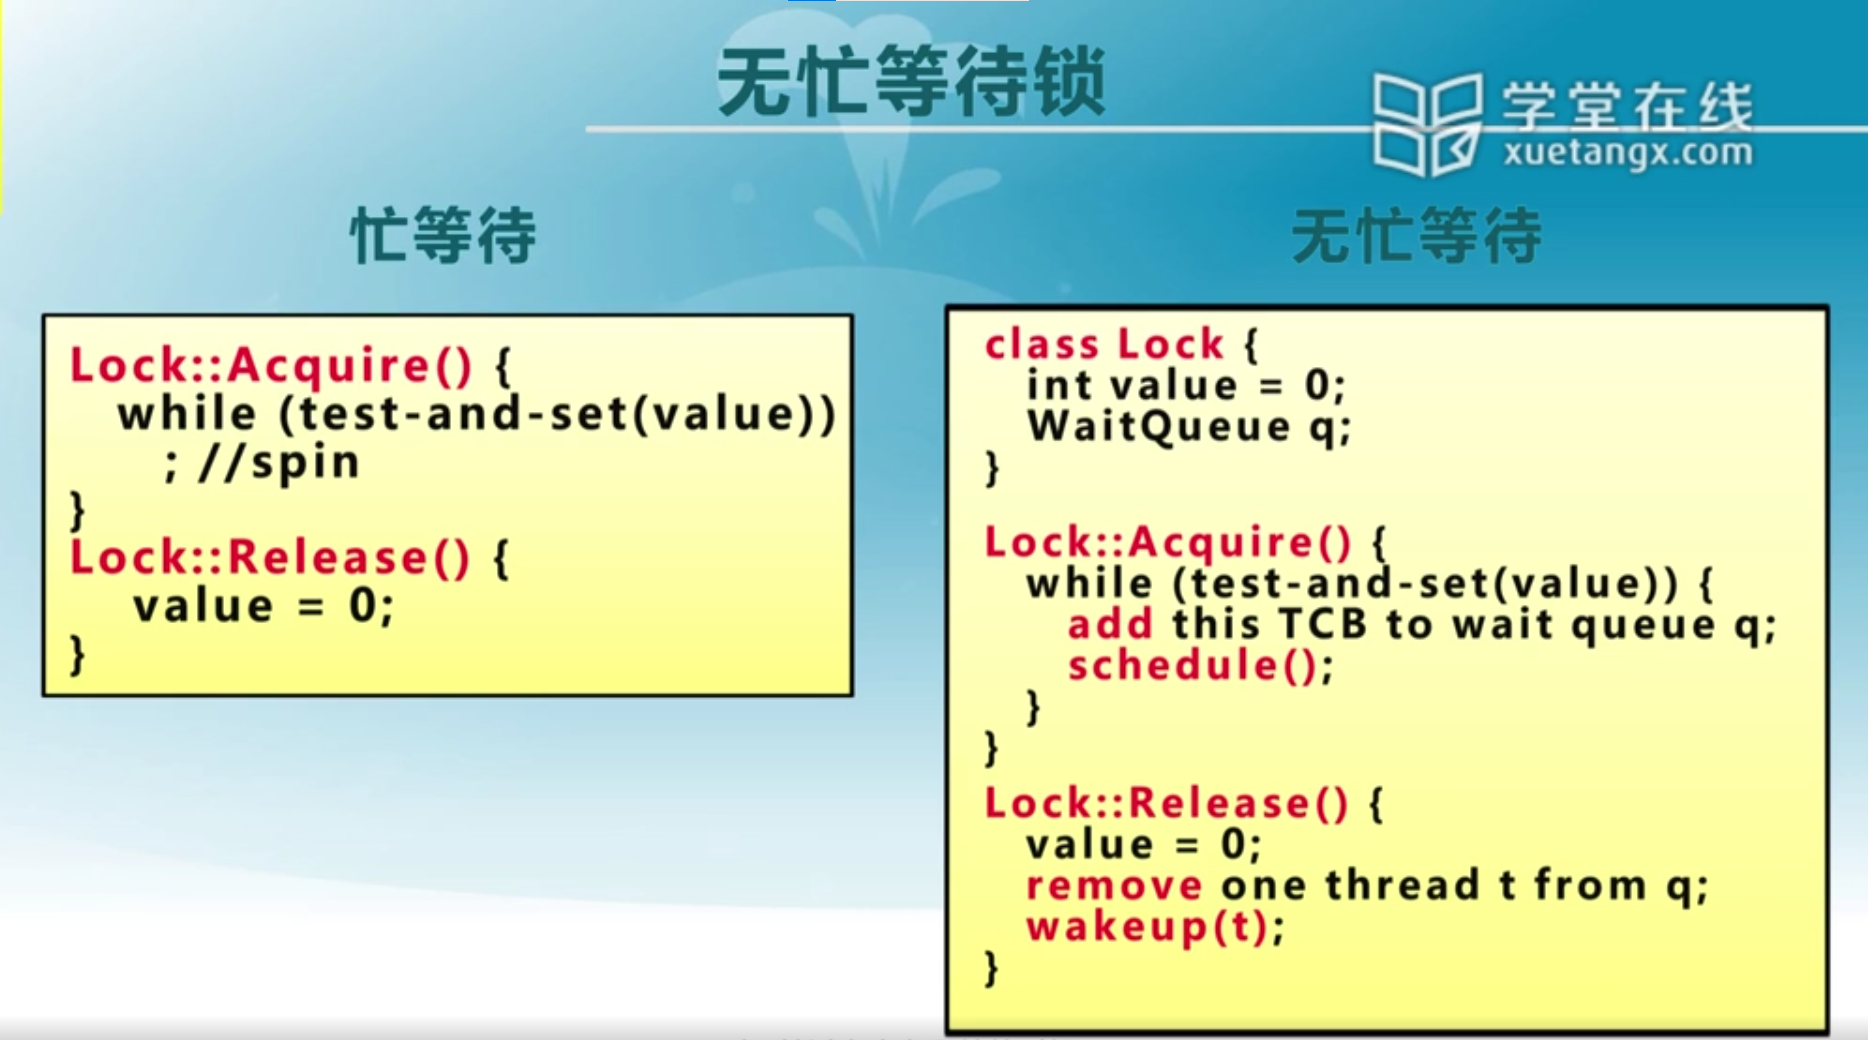 无忙等待锁
学堂在线
xuetangx.com
忙等待
Lock::Acquire() {
while (test-and-set(value))
; //spin
}
Lock::Release() {
value = 0;
}
无忙等待
class Lock {
int value = 0;
WaitQueue q;
}
Lock::Acquire() {
while (test-and-set(value)) {
add this TCB to wait queue q;
schedule();
}
}
Lock::Release() {
value = 0;
remove one thread t from q;
wakeup(t);
}